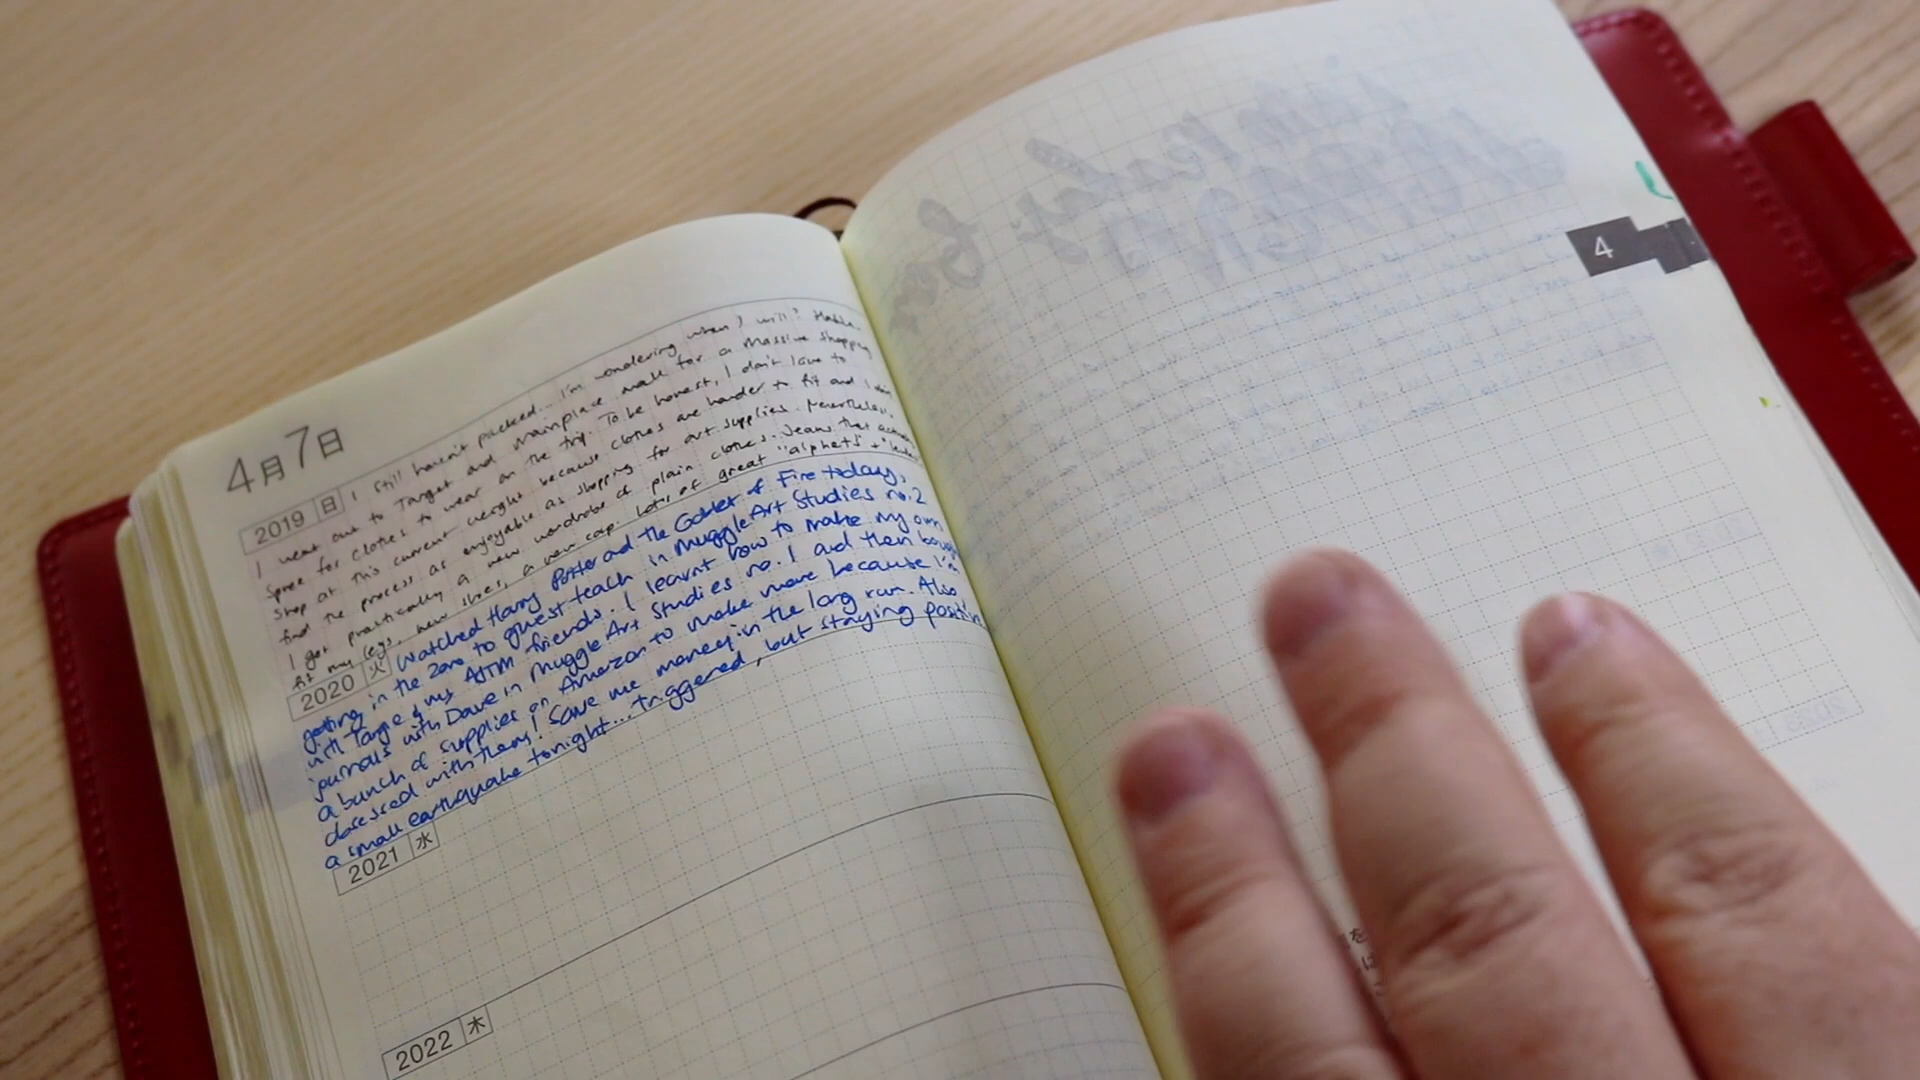 4月7日
2019 日 I still haven't packed... I'm wondering when I will? Haha.
I went out to Target and mainplace mall for a massive shopping
spree for clothes to wear on the trip. To be honest, I don't love to
shop at this current weight because clothes are harder to fit and I don't
find the process as enjoyable as shopping for art supplies. Nevertheless,
I got practically a new wardrobe of plain clothes. Jeans that actually
fit my legs, new shoes, a new cap. Lots of great "alphets" +
2020 火 Watched Harry Potter and the Goblet of Fire today,
getting in the zone to guest teach in Muggle Art Studies no. 2
with Tange & my AHM friends. I learnt how to make my own
journals with Dave in Muggle Art Studies no. 1 and then bought
a bunch of supplies on Amazon to make more because I'm
obsessed with them! Save me money in the long run. Also
a small earthquake tonight... triggered, but staying positive
2021 水
2022 木
4